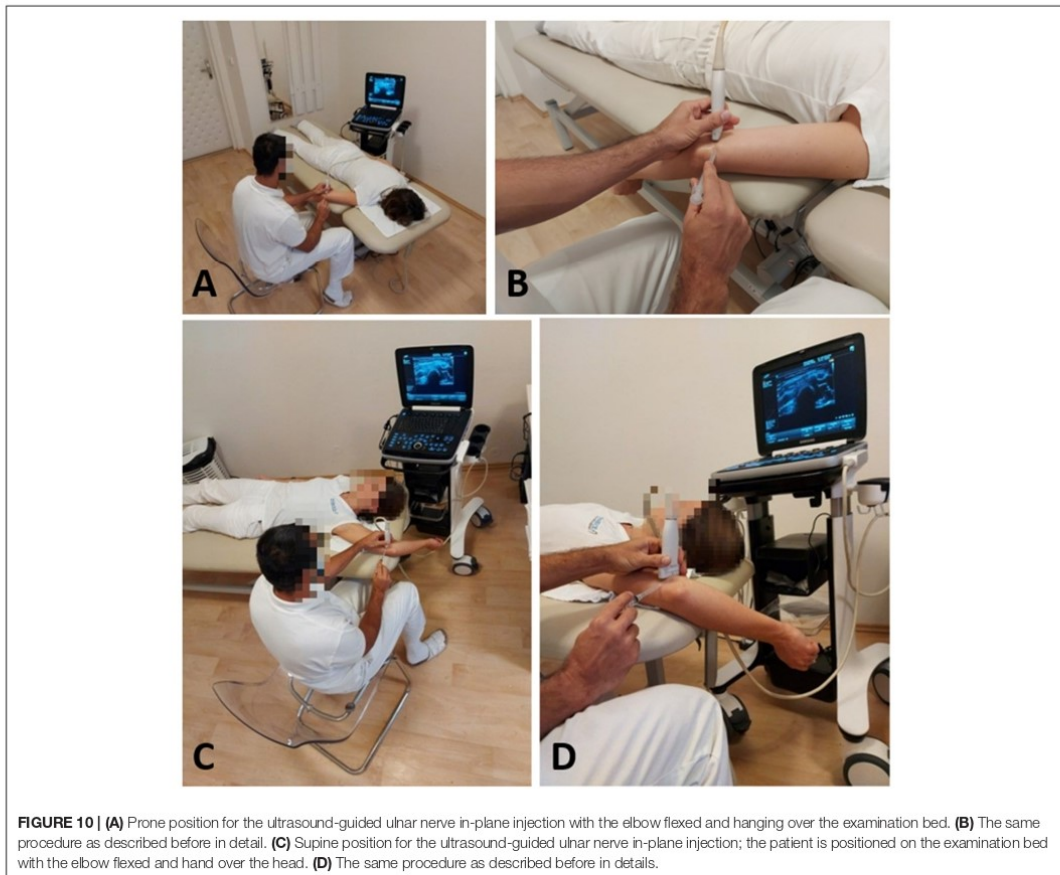 A
B
C
D
FIGURE 10 | (A) Prone position for the ultrasound-guided ulnar nerve in-plane injection with the elbow flexed and hanging over the examination bed. (B) The same
procedure as described before in detail. (C) Supine position for the ultrasound-guided ulnar nerve in-plane injection; the patient is positioned on the examination bed
with the elbow flexed and hand over the head. (D) The same procedure as described before in details.